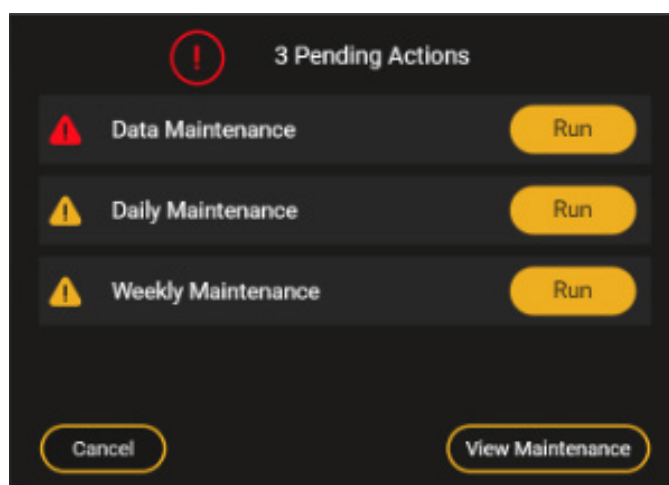 3 Pending Actions
Data Maintenance Run
Daily Maintenance Run
Weekly Maintenance Run
Cancel View Maintenance